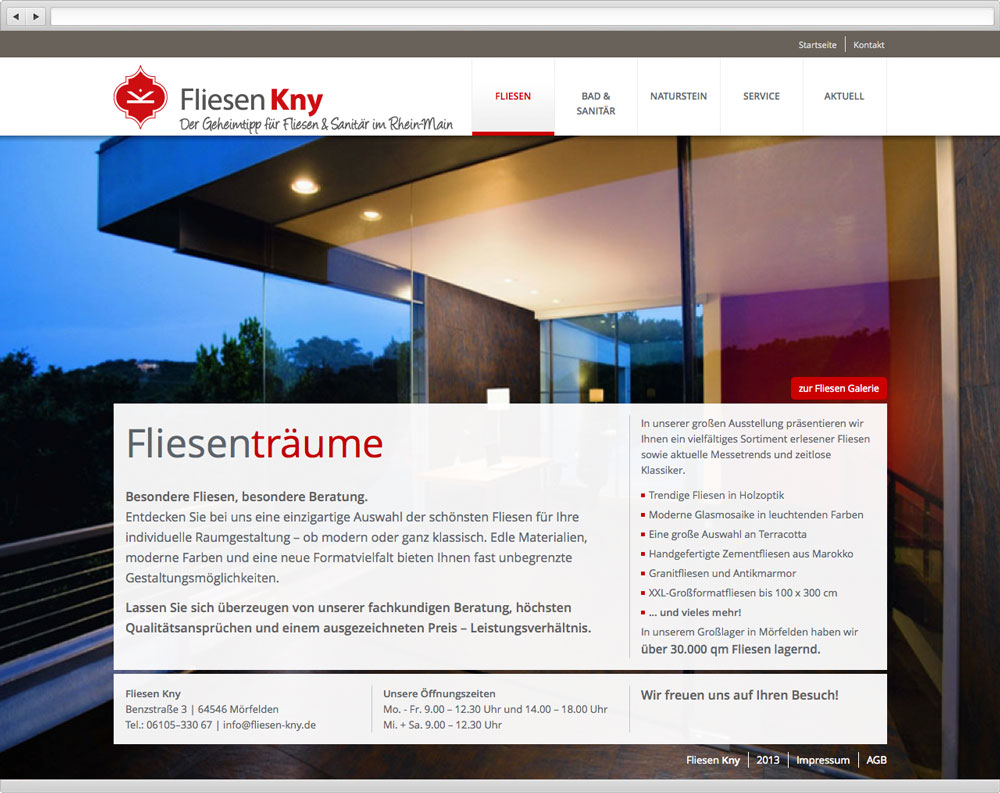 Startseite
Kontakt
Fliesen Kny
Der Geheimtipp für Fliesen & Sanitär im Rhein-Main
FLIESEN
BAD &
SANITÄR
NATURSTEIN
SERVICE
AKTUELL
zur Fliesen Galerie
Fliesenträume
Besondere Fliesen, besondere Beratung.
Entdecken Sie bei uns eine einzigartige Auswahl der schönsten Fliesen für Ihre
individuelle Raumgestaltung – ob modern oder ganz klassisch. Edle Materialien,
moderne Farben und eine neue Formatvielfalt bieten Ihnen fast unbegrenzte
Gestaltungsmöglichkeiten.
Lassen Sie sich überzeugen von unserer fachkundigen Beratung, höchsten
Qualitätsansprüchen und einem ausgezeichneten Preis – Leistungsverhältnis.
In unserer großen Ausstellung präsentieren wir
Ihnen ein vielfältiges Sortiment erlesener Fliesen
sowie aktuelle Messetrends und zeitlose
Klassiker.
Trendige Fliesen in Holzoptik
Moderne Glasmosaike in leuchtenden Farben
Eine große Auswahl an Terracotta
Handgefertigte Zementfliesen aus Marokko
Granitfliesen und Antikmarmor
XXL-Großformatfliesen bis 100 x 300 cm
... und vieles mehr!
In unserem Großlager in Mörfelden haben wir
über 30.000 qm Fliesen lagernd.
Fliesen Kny
Benzstraße 3 | 64546 Mörfelden
Tel.: 06105–330 67 | info@fliesen-kny.de
Unsere Öffnungszeiten
Mo. - Fr. 9.00 – 12.30 Uhr und 14.00 – 18.00 Uhr
Mi. + Sa. 9.00 – 12.30 Uhr
Wir freuen uns auf Ihren Besuch!
Fliesen Kny
2013
Impressum
AGB